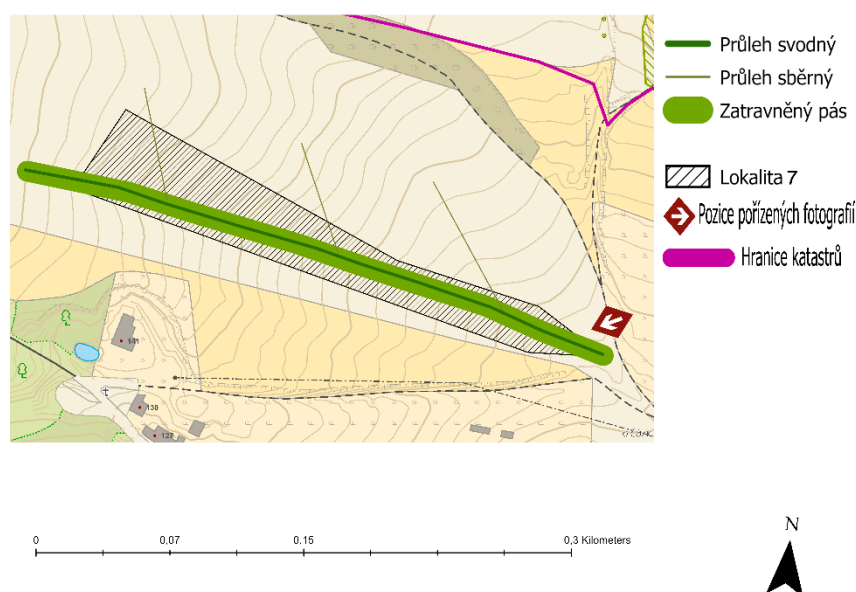 Průleh svodný
Průleh sběrný
Zatravněný pás
Lokalita 7
Pozice pořízených fotografií
Hranice katastrů
141
130
127
0
0,07
0.15
0,3 Kilometers
N